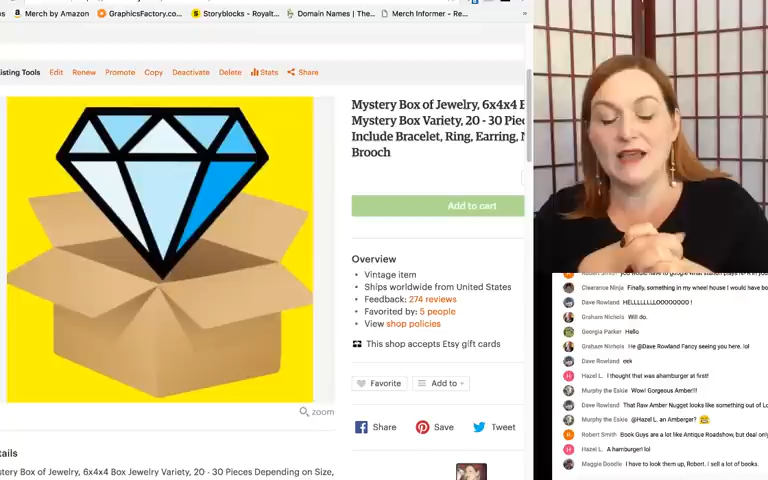 Merch by Amazon
GraphicsFactory.co...
Storyblocks - Royalt...
Domain Names | The...
Merch Informer - Re...
isting Tools
Edit
Renew
Promote
Copy
Deactivate
Delete
Stats
Share
Mystery Box of Jewelry, 6x4x4 B
Mystery Box Variety, 20 - 30 Piec
Include Bracelet, Ring, Earring, N
Brooch
Add to cart
Overview
• Vintage item
• Ships worldwide from United States
• Feedback: 274 reviews
• Favorited by: 5 people
• View shop policies
This shop accepts Etsy gift cards
Favorite
Add to
zoom
Share
Save
Tweet
tails
stery Box of Jewelry, 6x4x4 Box Jewelry Variety, 20 - 30 Pieces Depending on Size,
Clearance Ninja Finally, something in my wheel house I would have bo
Dave Rowland HELLLLLLLOOOOOOOO !
Graham Nichols Will do.
Georgia Parker Hello
Graham Nichols He @Dave Rowland Fancy seeing you here. lol
Dave Rowland eek
Hazel L. I thought that was ahamburger at first!
Murphy the Eskie Wow! Gorgeous Amber!!!
Dave Rowland That Raw Amber Nugget looks like something out of Lo
Murphy the Eskie @Hazel L. an Amberger?
Robert Smith Book Guys are a lot like Antique Roadshow, but deal only
Hazel L. A hamburger! lol
Maggie Doodle I have to look them up, Robert. I sell a lot of books.